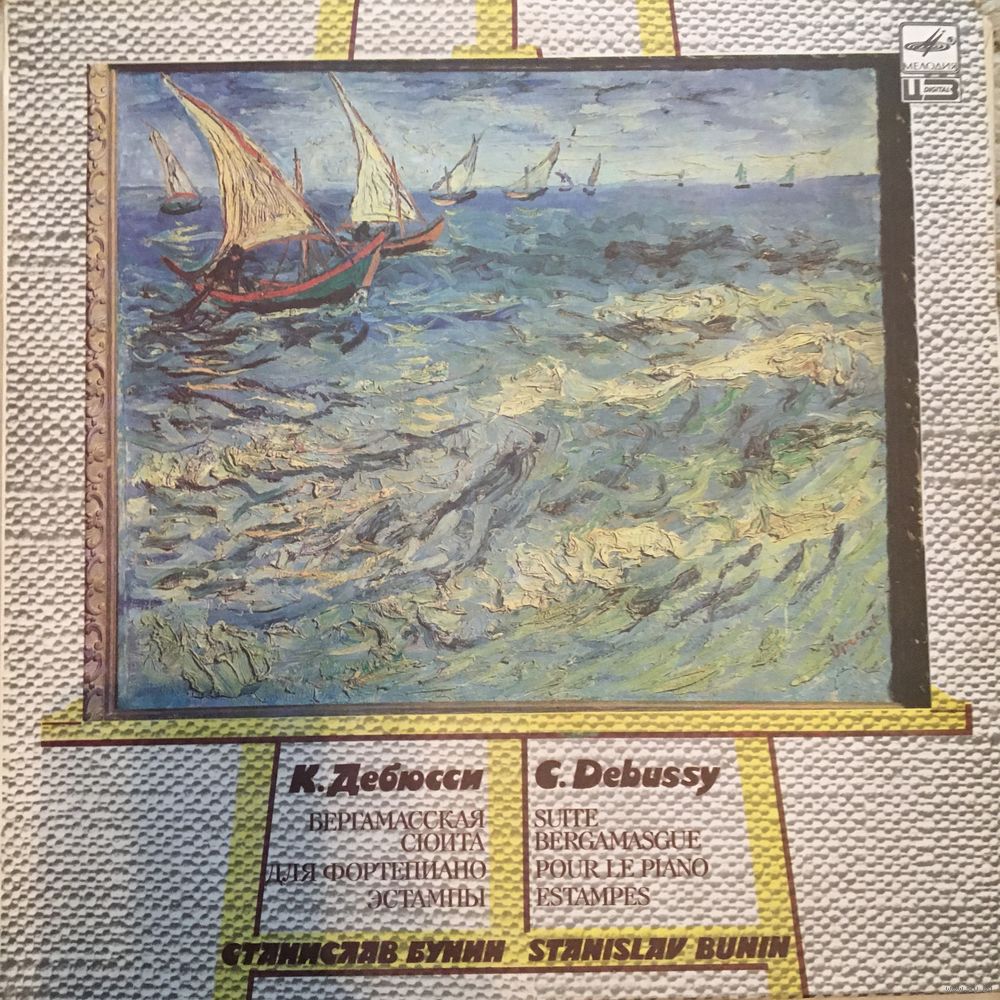 МЕЛОДИЯ
DIGITAL
Vincent
К. Дебюсси
БЕРГАМАССКАЯ
СЮИТА
ДЛЯ ФОРТЕПИАНО
ЭСТАМПЫ
C. Debussy
SUITE
BERGAMASGUE
POUR LE PIANO
ESTAMPES
СТАНИСЛАВ БУНИН
STANISLAV BUNIN